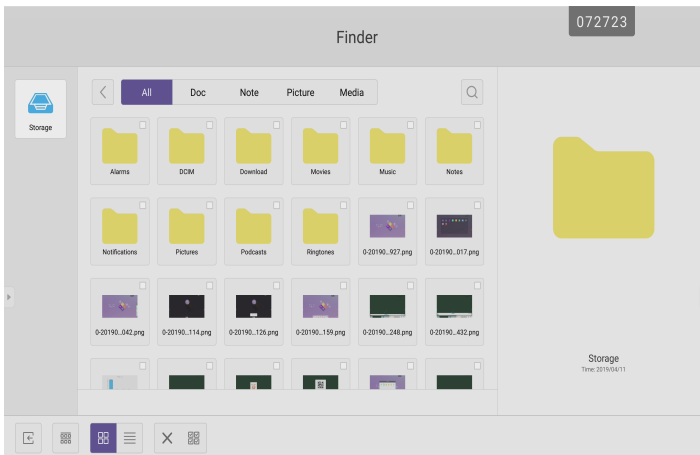 072723
Finder
Storage
All Doc Note Picture Media
Alarms DCIM Download Movies Music Notes
Notifications Pictures Podcasts Ringtones 0-20190...927.png 0-20190...017.png
0-20190...042.png 0-20190...114.png 0-20190...126.png 0-20190...159.png 0-20190...248.png 0-20190...432.png
Storage
Time: 2019/04/11